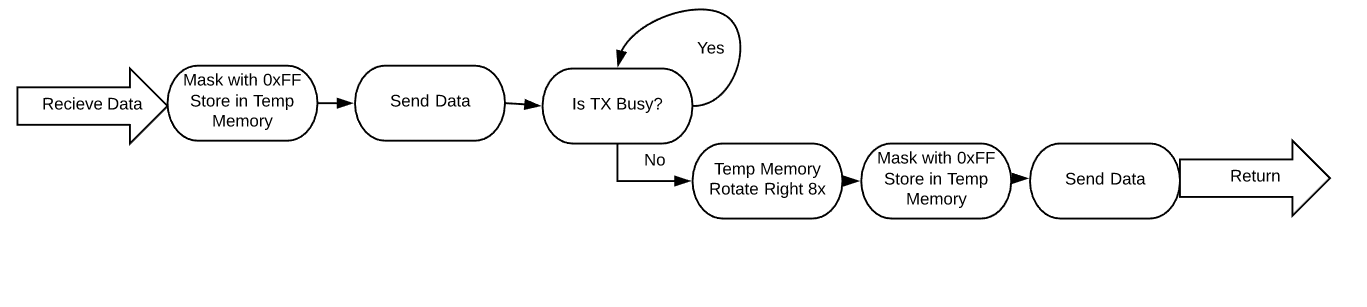 Recieve Data
Mask with 0xFF
Store in Temp
Memory
Send Data
Is TX Busy?
Yes
No
Temp Memory
Rotate Right 8x
Mask with 0xFF
Store in Temp
Memory
Send Data
Return